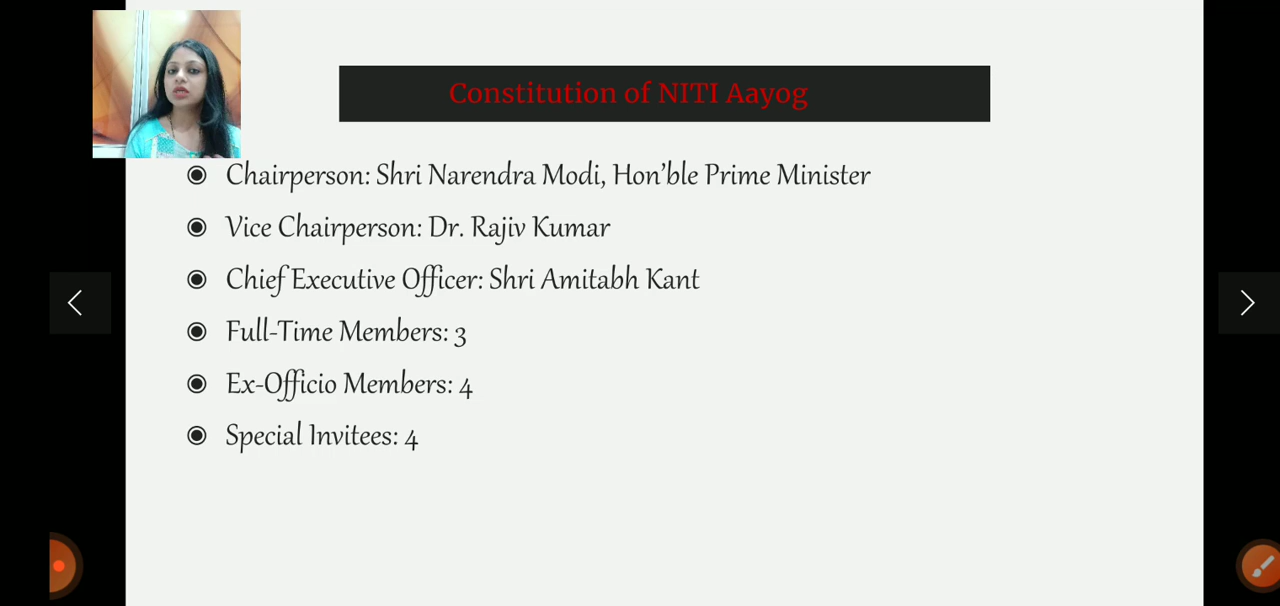 Constitution of NITI Aayog
Chairperson: Shri Narendra Modi, Hon’ble Prime Minister
Vice Chairperson: Dr. Rajiv Kumar
Chief Executive Officer: Shri Amitabh Kant
Full-Time Members: 3
Ex-Officio Members: 4
Special Invitees: 4